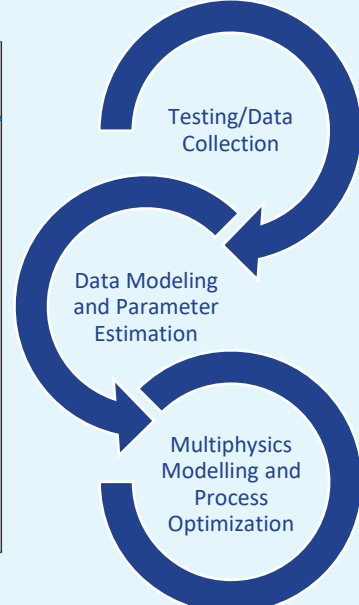 Testing/Data
Collection
Data Modeling
and Parameter
Estimation
Multiphysics
Modelling and
Process
Optimization